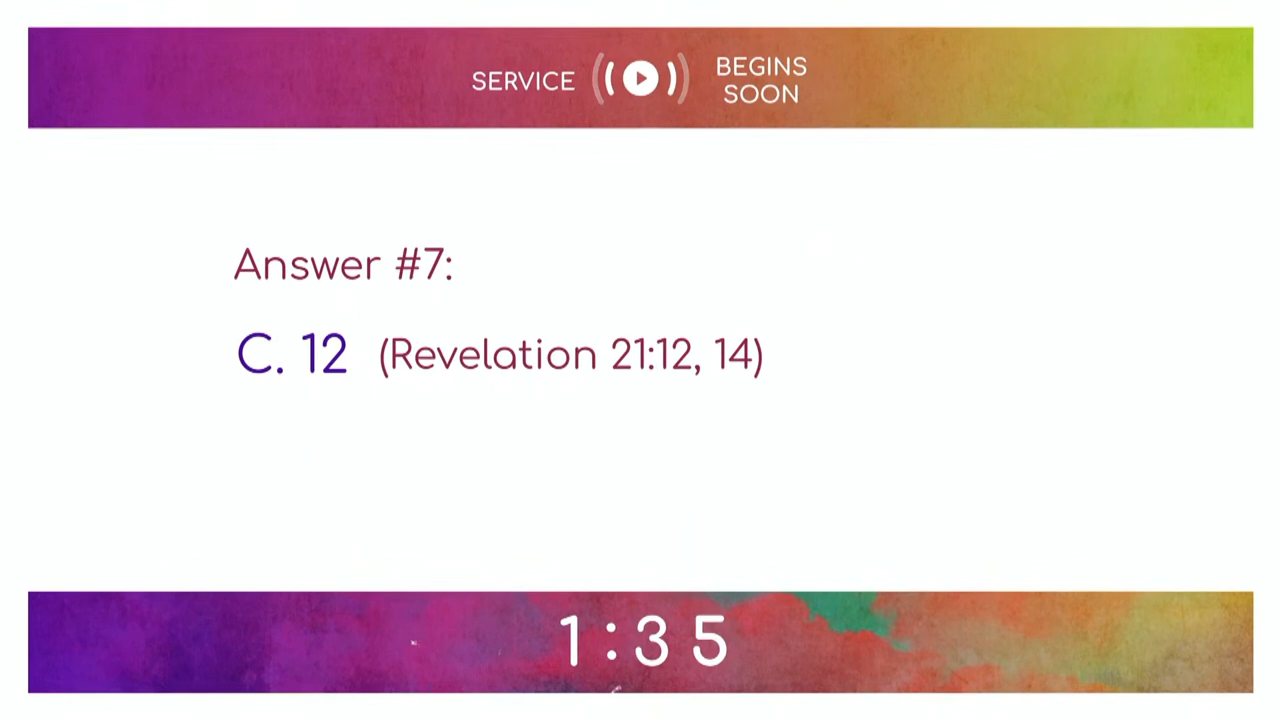 SERVICE
BEGINS
SOON
Answer #7:
C. 12 (Revelation 21:12, 14)
1:35